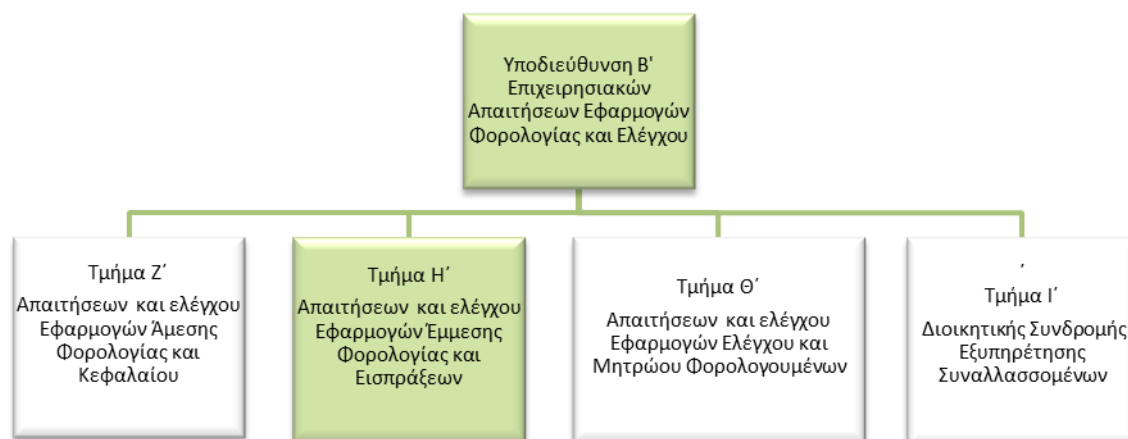 Υποδιεύθυνση Β'
Επιχειρησιακών
Απαιτήσεων Εφαρμογών
Φορολογίας και Ελέγχου
Τμήμα Ζ΄
Απαιτήσεων και ελέγχου
Εφαρμογών Άμεσης
Φορολογίας και
Κεφαλαίου
Τμήμα Η΄
Απαιτήσεων και ελέγχου
Εφαρμογών Έμμεσης
Φορολογίας και
Εισπράξεων
Τμήμα Θ΄
Απαιτήσεων και ελέγχου
Εφαρμογών Ελέγχου και
Μητρώου Φορολογουμένων
΄
Τμήμα Ι΄
Διοικητικής Συνδρομής
Εξυπηρέτησης
Συναλλασσομένων